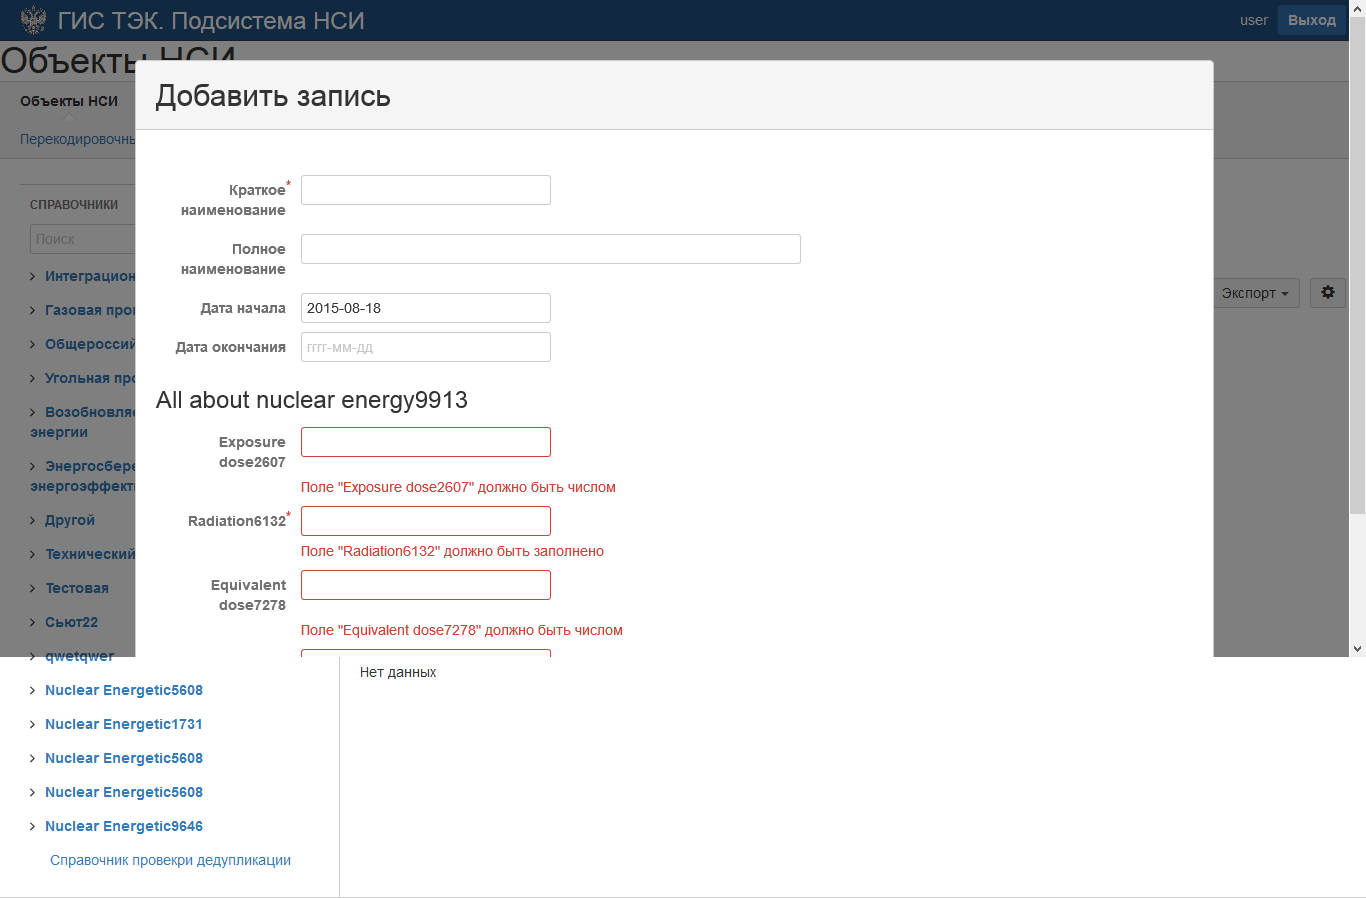 ГИС ТЭК. Подсистема НСИ
user
Выход
Объекты НСИ
Объекты НСИ
Перекодировочны
СПРАВОЧНИКИ
Поиск
Интеграцион
Газовая про
Общероссий
Угольная про
Возобновляе
энергии
Энергосбере
энергоэффект
Другой
Технический
Тестовая
Сьют22
qwetqwer
Nuclear Energetic5608
Nuclear Energetic1731
Nuclear Energetic5608
Nuclear Energetic5608
Nuclear Energetic9646
Справочник провекри дедупликации
Добавить запись
Краткое*
наименование
Полное
наименование
Дата начала
2015-08-18
Дата окончания
гггг-мм-дд
All about nuclear energy9913
Exposure
dose2607
Поле "Exposure dose2607" должно быть числом
Radiation6132*
Поле "Radiation6132" должно быть заполнено
Equivalent
dose7278
Поле "Equivalent dose7278" должно быть числом
Экспорт
Нет данных